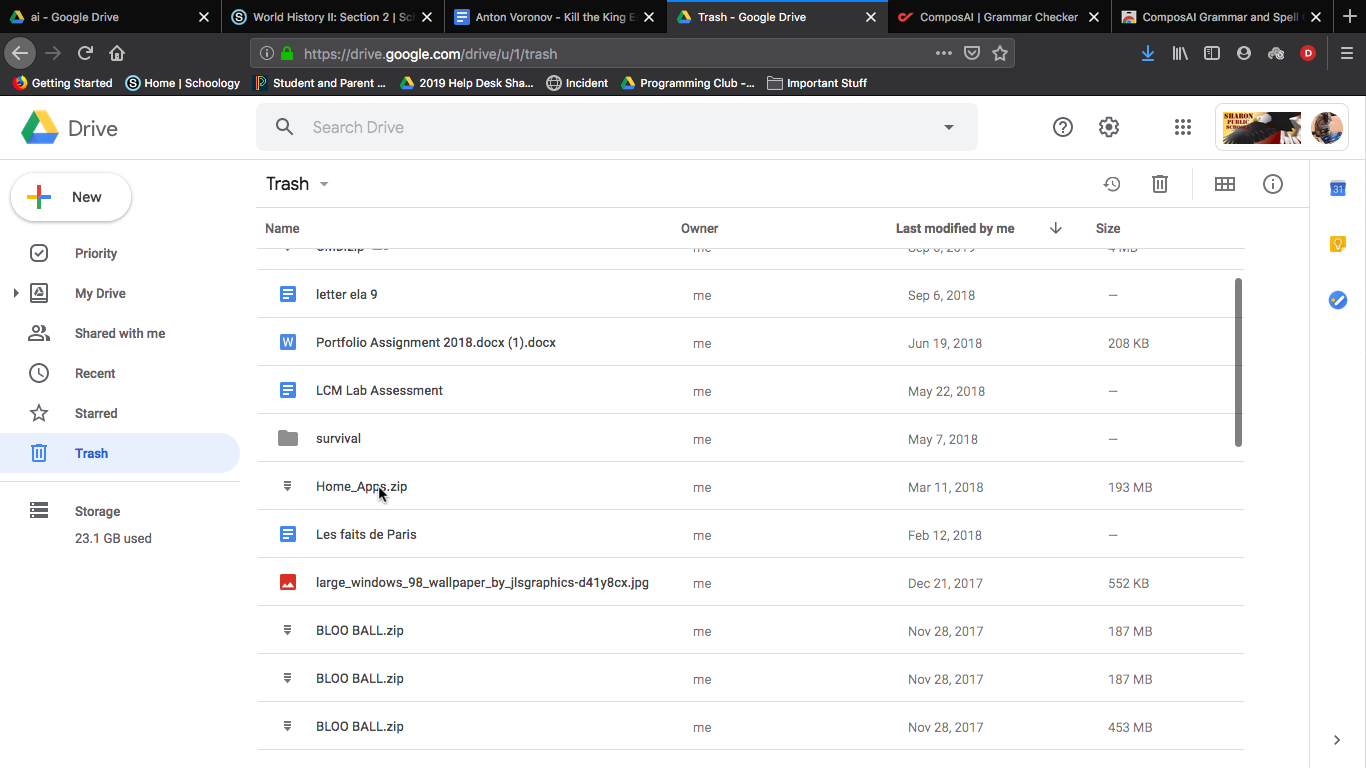 ai - Google Drive
World History II: Section 2 | Sch
Anton Voronov - Kill the King E
Trash - Google Drive
ComposAI | Grammar Checker
ComposAI Grammar and Spell C
https://drive.google.com/drive/u/1/trash
D
Getting Started
Home | Schoology
Student and Parent ...
2019 Help Desk Sha...
Incident
Programming Club -...
Important Stuff
Drive
Search Drive
SHARON PUBLIC SCHOOLS
New
Trash
31
Name Owner Last modified by me Size
Priority
My Drive
Shared with me
Recent
Starred
Trash
Storage
23.1 GB used
me Sep 6, 2019 4 MB
letter ela 9 me Sep 6, 2018 —
Portfolio Assignment 2018.docx (1).docx me Jun 19, 2018 208 KB
LCM Lab Assessment me May 22, 2018 —
survival me May 7, 2018 —
Home_Apps.zip me Mar 11, 2018 193 MB
Les faits de Paris me Feb 12, 2018 —
large_windows_98_wallpaper_by_jlsgraphics-d41y8cx.jpg me Dec 21, 2017 552 KB
BLOO BALL.zip me Nov 28, 2017 187 MB
BLOO BALL.zip me Nov 28, 2017 187 MB
BLOO BALL.zip me Nov 28, 2017 453 MB